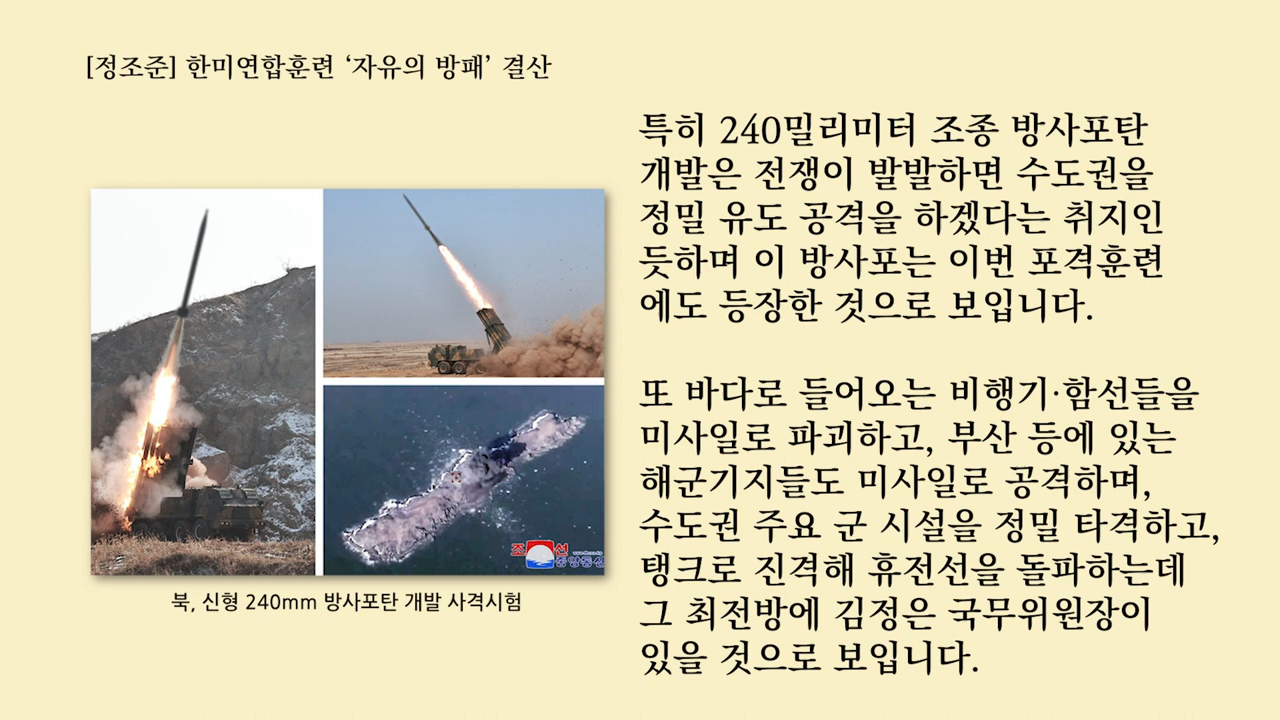 [정조준] 한미연합훈련 ‘자유의 방패’ 결산
특히 240밀리미터 조종 방사포탄
개발은 전쟁이 발발하면 수도권을
정밀 유도 공격을 하겠다는 취지인
듯하며 이 방사포는 이번 포격훈련
에도 등장한 것으로 보입니다.
또 바다로 들어오는 비행기·함선들을
미사일로 파괴하고, 부산 등에 있는
해군기지들도 미사일로 공격하며,
수도권 주요 군 시설을 정밀 타격하고,
탱크로 진격해 휴전선을 돌파하는데
그 최전방에 김정은 국무위원장이
있을 것으로 보입니다.
조선
중앙통신
북, 신형 240mm 방사포탄 개발 사격시험